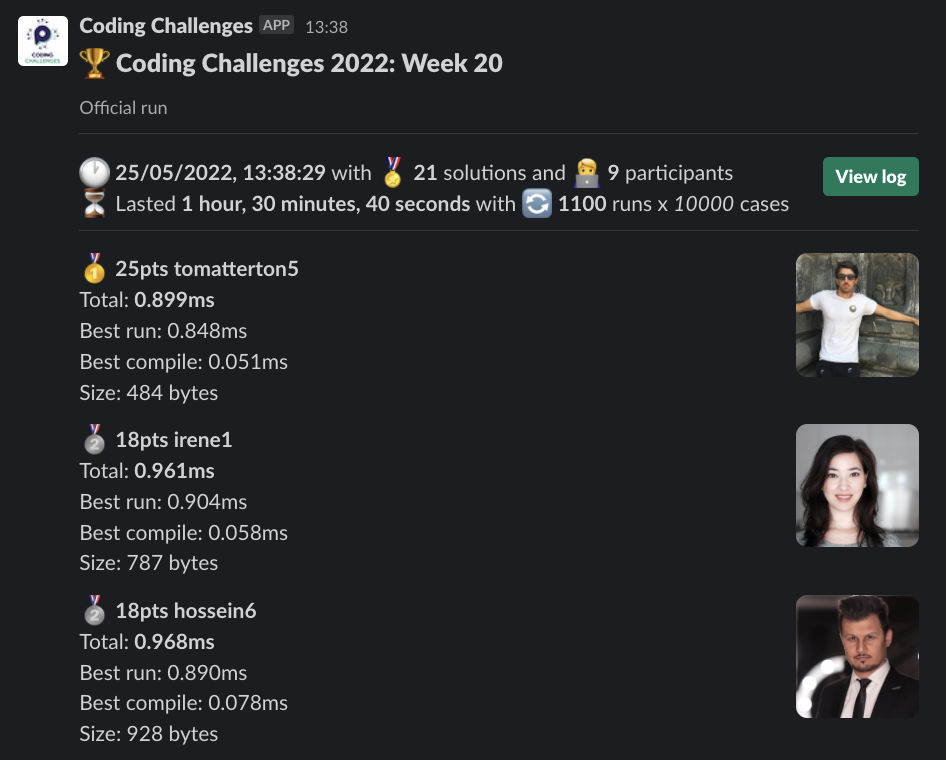 Coding Challenges APP 13:38
CODING
CHALLENGES
Coding Challenges 2022: Week 20
Official run
25/05/2022, 13:38:29 with 21 solutions and 9 participants
View log
Lasted 1 hour, 30 minutes, 40 seconds with 1100 runs x 10000 cases
1 25pts tomatterton5
Total: 0.899ms
Best run: 0.848ms
Best compile: 0.051ms
Size: 484 bytes
2 18pts irene1
Total: 0.961ms
Best run: 0.904ms
Best compile: 0.058ms
Size: 787 bytes
2 18pts hossein6
Total: 0.968ms
Best run: 0.890ms
Best compile: 0.078ms
Size: 928 bytes